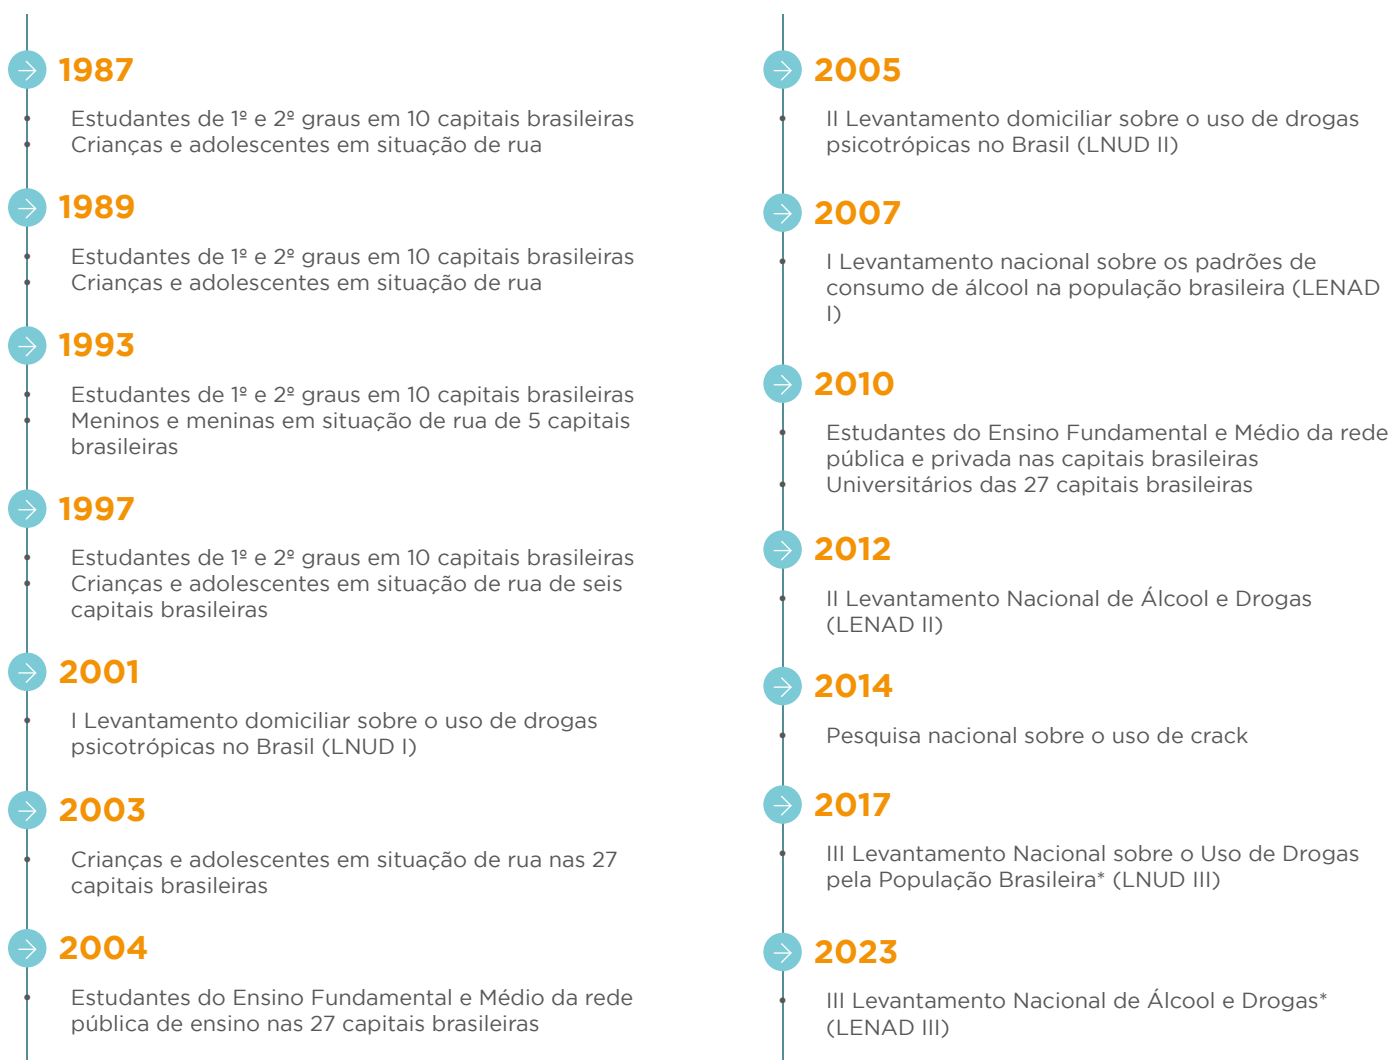 1987
• Estudantes de 1º e 2º graus em 10 capitais brasileiras
• Crianças e adolescentes em situação de rua
1989
• Estudantes de 1º e 2º graus em 10 capitais brasileiras
• Crianças e adolescentes em situação de rua
1993
• Estudantes de 1º e 2º graus em 10 capitais brasileiras
• Meninos e meninas em situação de rua de 5 capitais
brasileiras
1997
• Estudantes de 1º e 2º graus em 10 capitais brasileiras
• Crianças e adolescentes em situação de rua de seis
capitais brasileiras
2001
• I Levantamento domiciliar sobre o uso de drogas
psicotrópicas no Brasil (LNUD I)
2003
• Crianças e adolescentes em situação de rua nas 27
capitais brasileiras
2004
• Estudantes do Ensino Fundamental e Médio da rede
pública de ensino nas 27 capitais brasileiras
2005
• II Levantamento domiciliar sobre o uso de drogas
psicotrópicas no Brasil (LNUD II)
2007
• I Levantamento nacional sobre os padrões de
consumo de álcool na população brasileira (LENAD
I)
2010
• Estudantes do Ensino Fundamental e Médio da rede
pública e privada nas capitais brasileiras
• Universitários das 27 capitais brasileiras
2012
• II Levantamento Nacional de Álcool e Drogas
(LENAD II)
2014
• Pesquisa nacional sobre o uso de crack
2017
• III Levantamento Nacional sobre o Uso de Drogas
pela População Brasileira* (LNUD III)
2023
• III Levantamento Nacional de Álcool e Drogas*
(LENAD III)